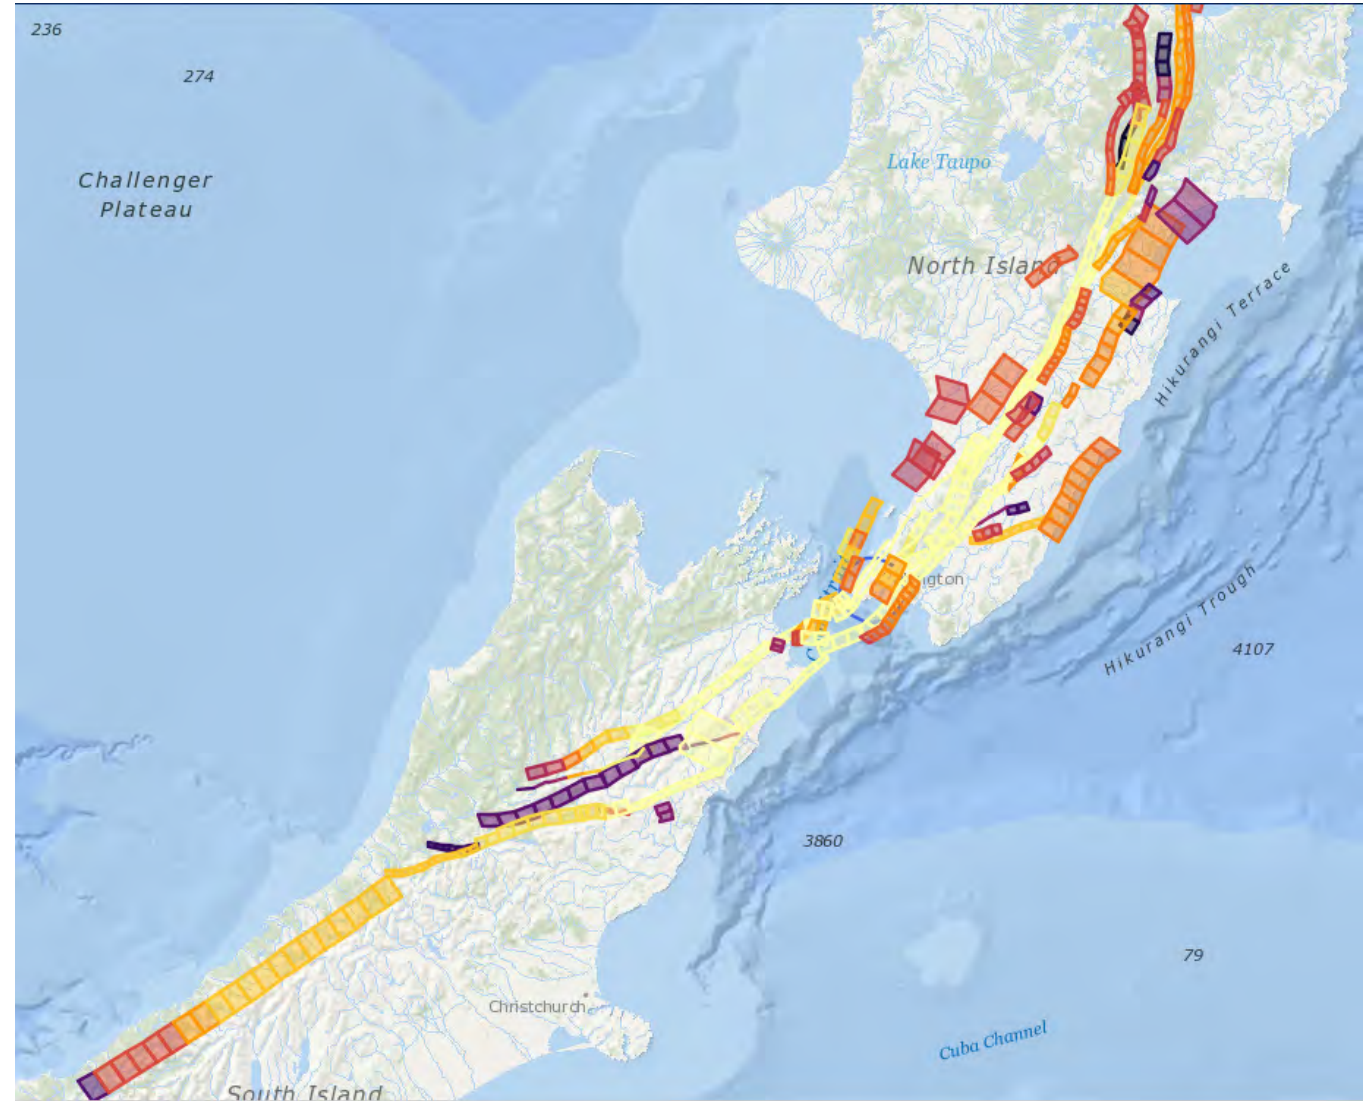 236
274
Challenger
Plateau
Lake Taupo
North Island
Hikurangi Terrace
Hikurangi Trough
4107
3860
79
Christchurch
Cuba Channel
South Island